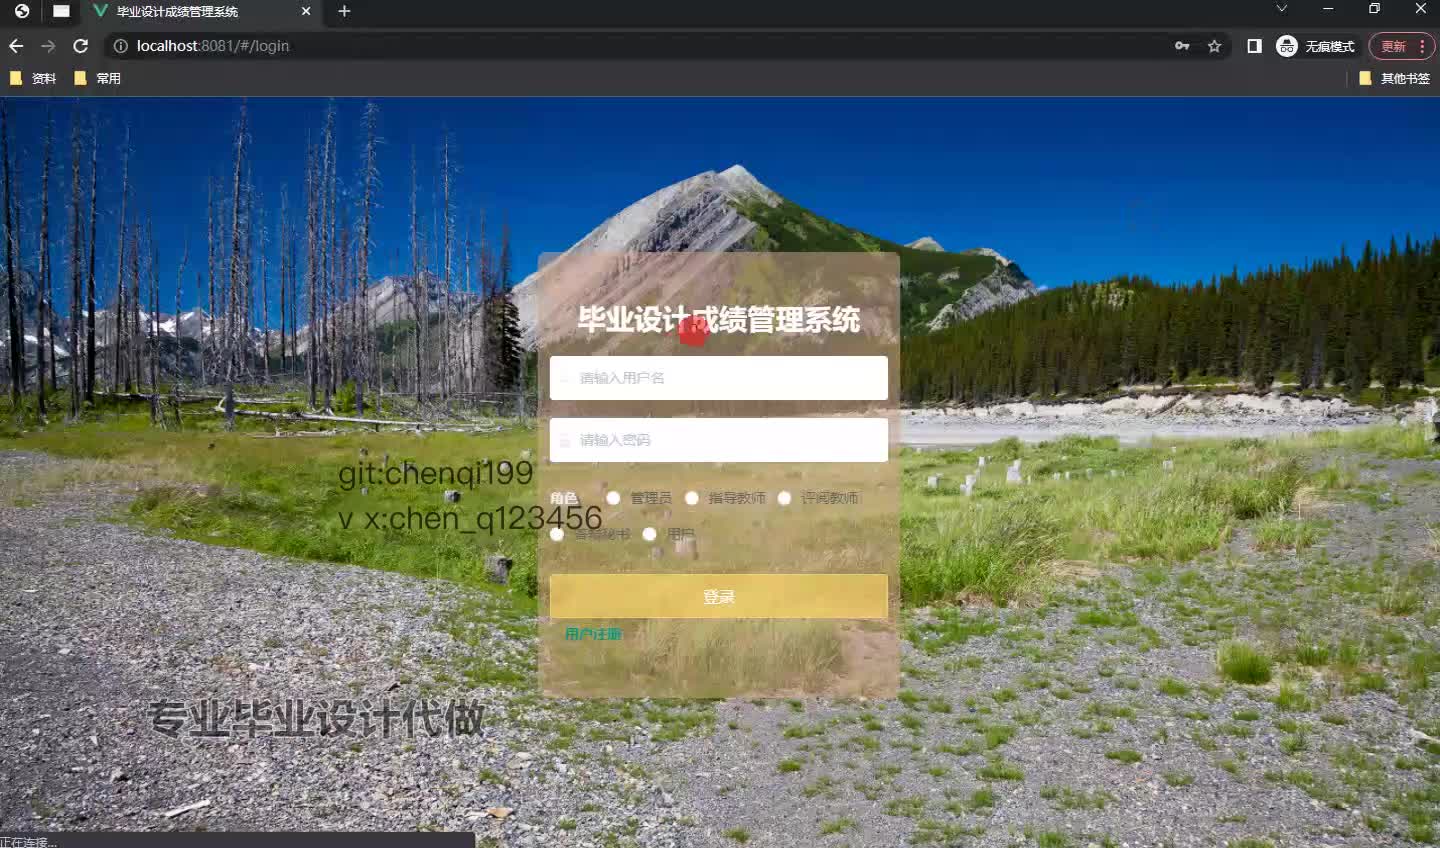 毕业设计成绩管理系统
localhost:8081/#/login
无痕模式
更新
资料
常用
其他书签
毕业设计成绩管理系统
请输入用户名
请输入密码
git:chenqi199
角色
管理员
指导教师
评阅教师
v x:chen_q123456
答辩秘书
用户
登录
用户注册
专业毕业设计代做
正在连接...